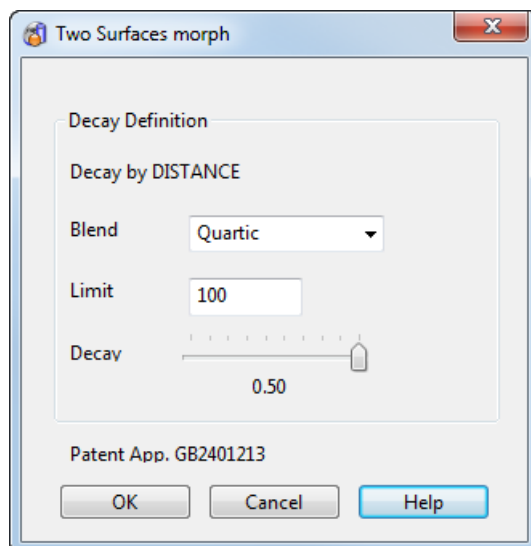 Two Surfaces morph
Decay Definition
Decay by DISTANCE
Blend Quartic
Limit 100
Decay
0.50
Patent App. GB2401213
OK Cancel Help